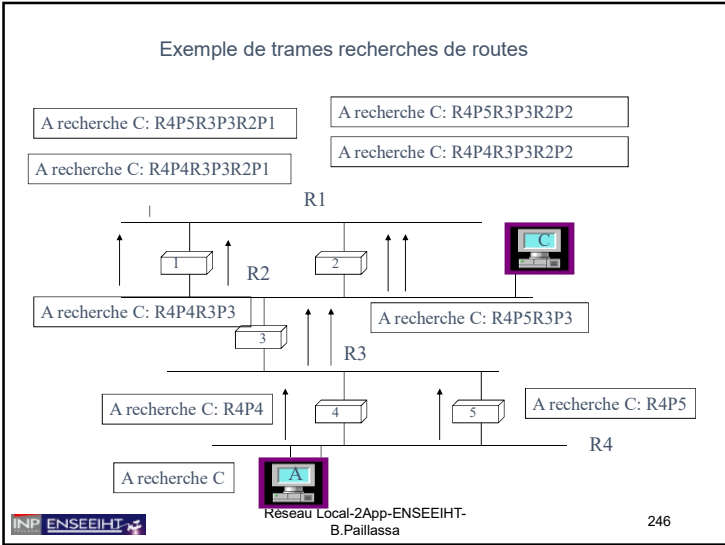 Exemple de trames recherches de routes
A recherche C: R4P5R3P3R2P1
A recherche C: R4P5R3P3R2P2
A recherche C: R4P4R3P3R2P1
A recherche C: R4P4R3P3R2P2
R1
C
1
2
R2
A recherche C: R4P4R3P3
A recherche C: R4P5R3P3
3
R3
A recherche C: R4P4
4
5
A recherche C: R4P5
R4
A recherche C
A
INP ENSEEIHT
Réseau Local-2App-ENSEEIHT-
B.Paillassa
246